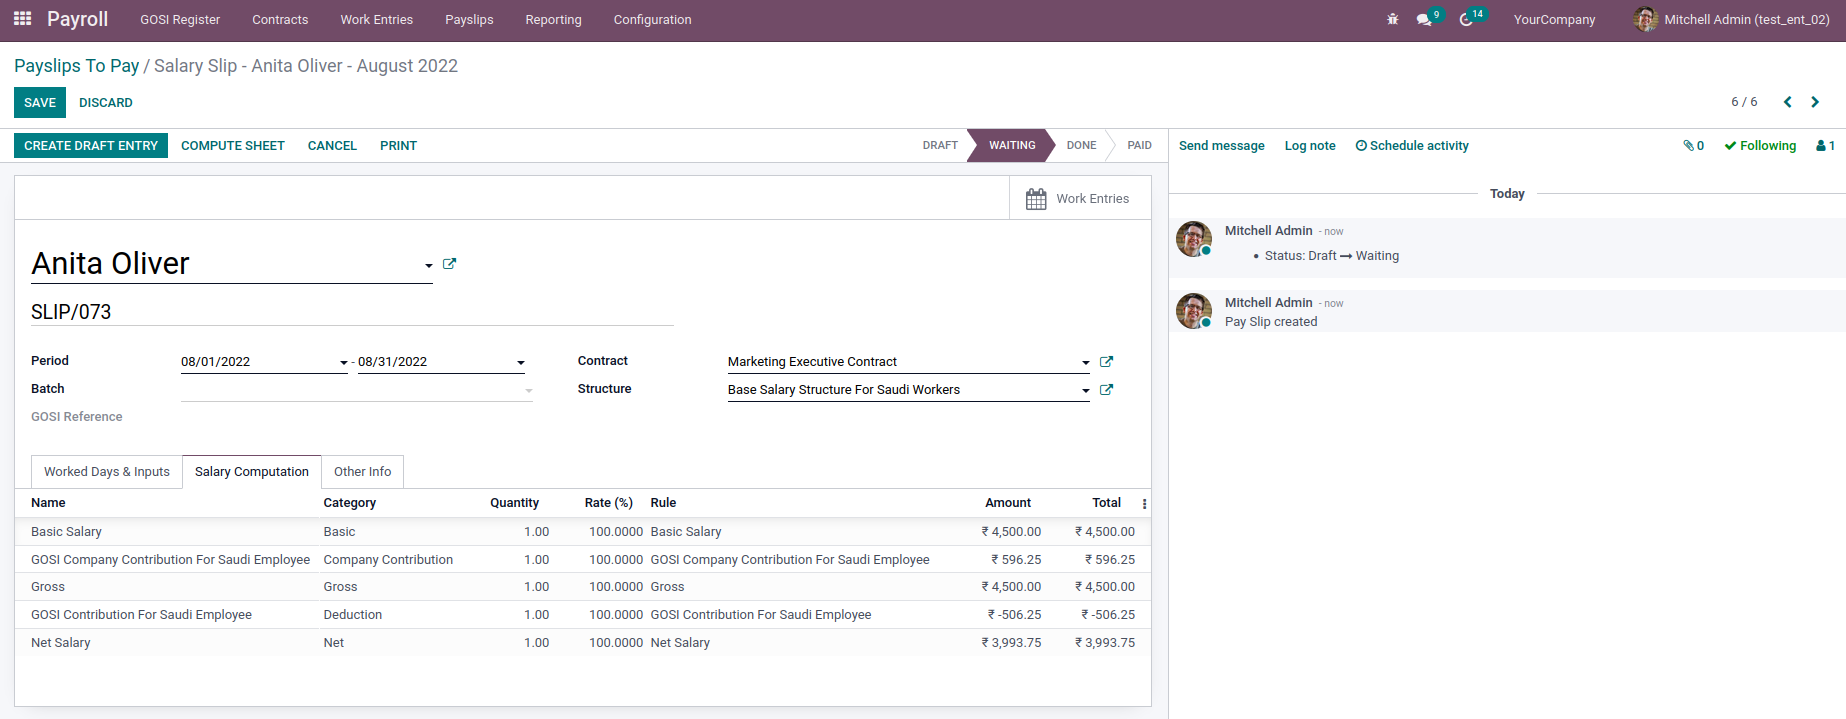 Payroll GOSI Register Contracts Work Entries Payslips Reporting Configuration 9 14 YourCompany Mitchell Admin (test_ent_02)
Payslips To Pay / Salary Slip - Anita Oliver - August 2022
SAVE DISCARD 6 / 6
CREATE DRAFT ENTRY COMPUTE SHEET CANCEL PRINT DRAFT WAITING DONE PAID Send message Log note Schedule activity 0 Following 1
Work Entries
Today
Mitchell Admin - now
• Status: Draft → Waiting
Mitchell Admin - now
Pay Slip created
Anita Oliver
SLIP/073
Period 08/01/2022 - 08/31/2022 Contract Marketing Executive Contract
Batch Structure Base Salary Structure For Saudi Workers
GOSI Reference
Worked Days & Inputs Salary Computation Other Info
Name Category Quantity Rate (%) Rule Amount Total
Basic Salary Basic 1.00 100.0000 Basic Salary ₹ 4,500.00 ₹ 4,500.00
GOSI Company Contribution For Saudi Employee Company Contribution 1.00 100.0000 GOSI Company Contribution For Saudi Employee ₹ 596.25 ₹ 596.25
Gross Gross 1.00 100.0000 Gross ₹ 4,500.00 ₹ 4,500.00
GOSI Contribution For Saudi Employee Deduction 1.00 100.0000 GOSI Contribution For Saudi Employee ₹ -506.25 ₹ -506.25
Net Salary Net 1.00 100.0000 Net Salary ₹ 3,993.75 ₹ 3,993.75